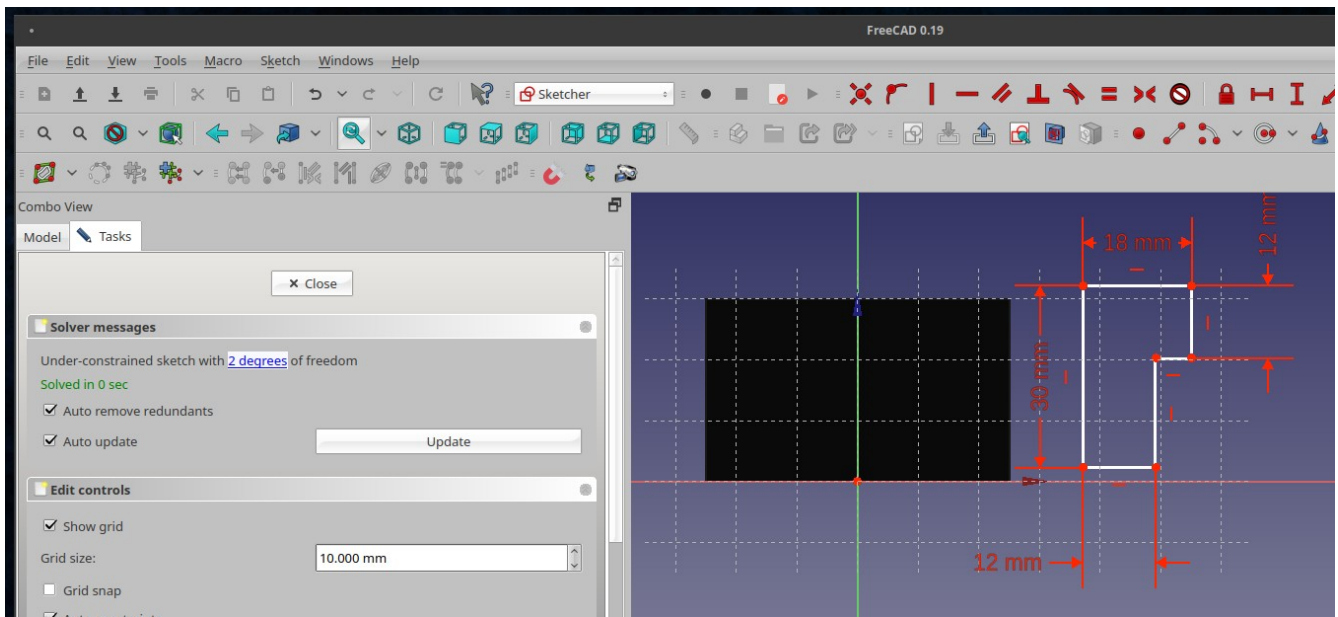 FreeCAD 0.19
File Edit View Tools Macro Sketch Windows Help
Sketcher
Combo View
Model Tasks
Close
Solver messages
Under-constrained sketch with 2 degrees of freedom
Solved in 0 sec
Auto remove redundants
Auto update Update
Edit controls
Show grid
Grid size: 10.000 mm
Grid snap
18 mm
12 mm
30 mm
12 mm